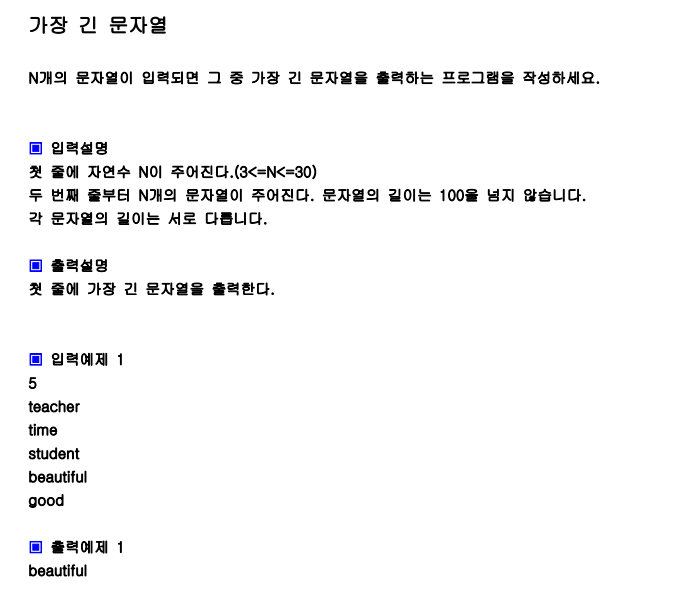 가장 긴 문자열
N개의 문자열이 입력되면 그 중 가장 긴 문자열을 출력하는 프로그램을 작성하세요.
▣ 입력설명
첫 줄에 자연수 N이 주어진다.(3<=N<=30)
두 번째 줄부터 N개의 문자열이 주어진다. 문자열의 길이는 100을 넘지 않습니다.
각 문자열의 길이는 서로 다릅니다.
▣ 출력설명
첫 줄에 가장 긴 문자열을 출력한다.
▣ 입력예제 1
5
teacher
time
student
beautiful
good
▣ 출력예제 1
beautiful